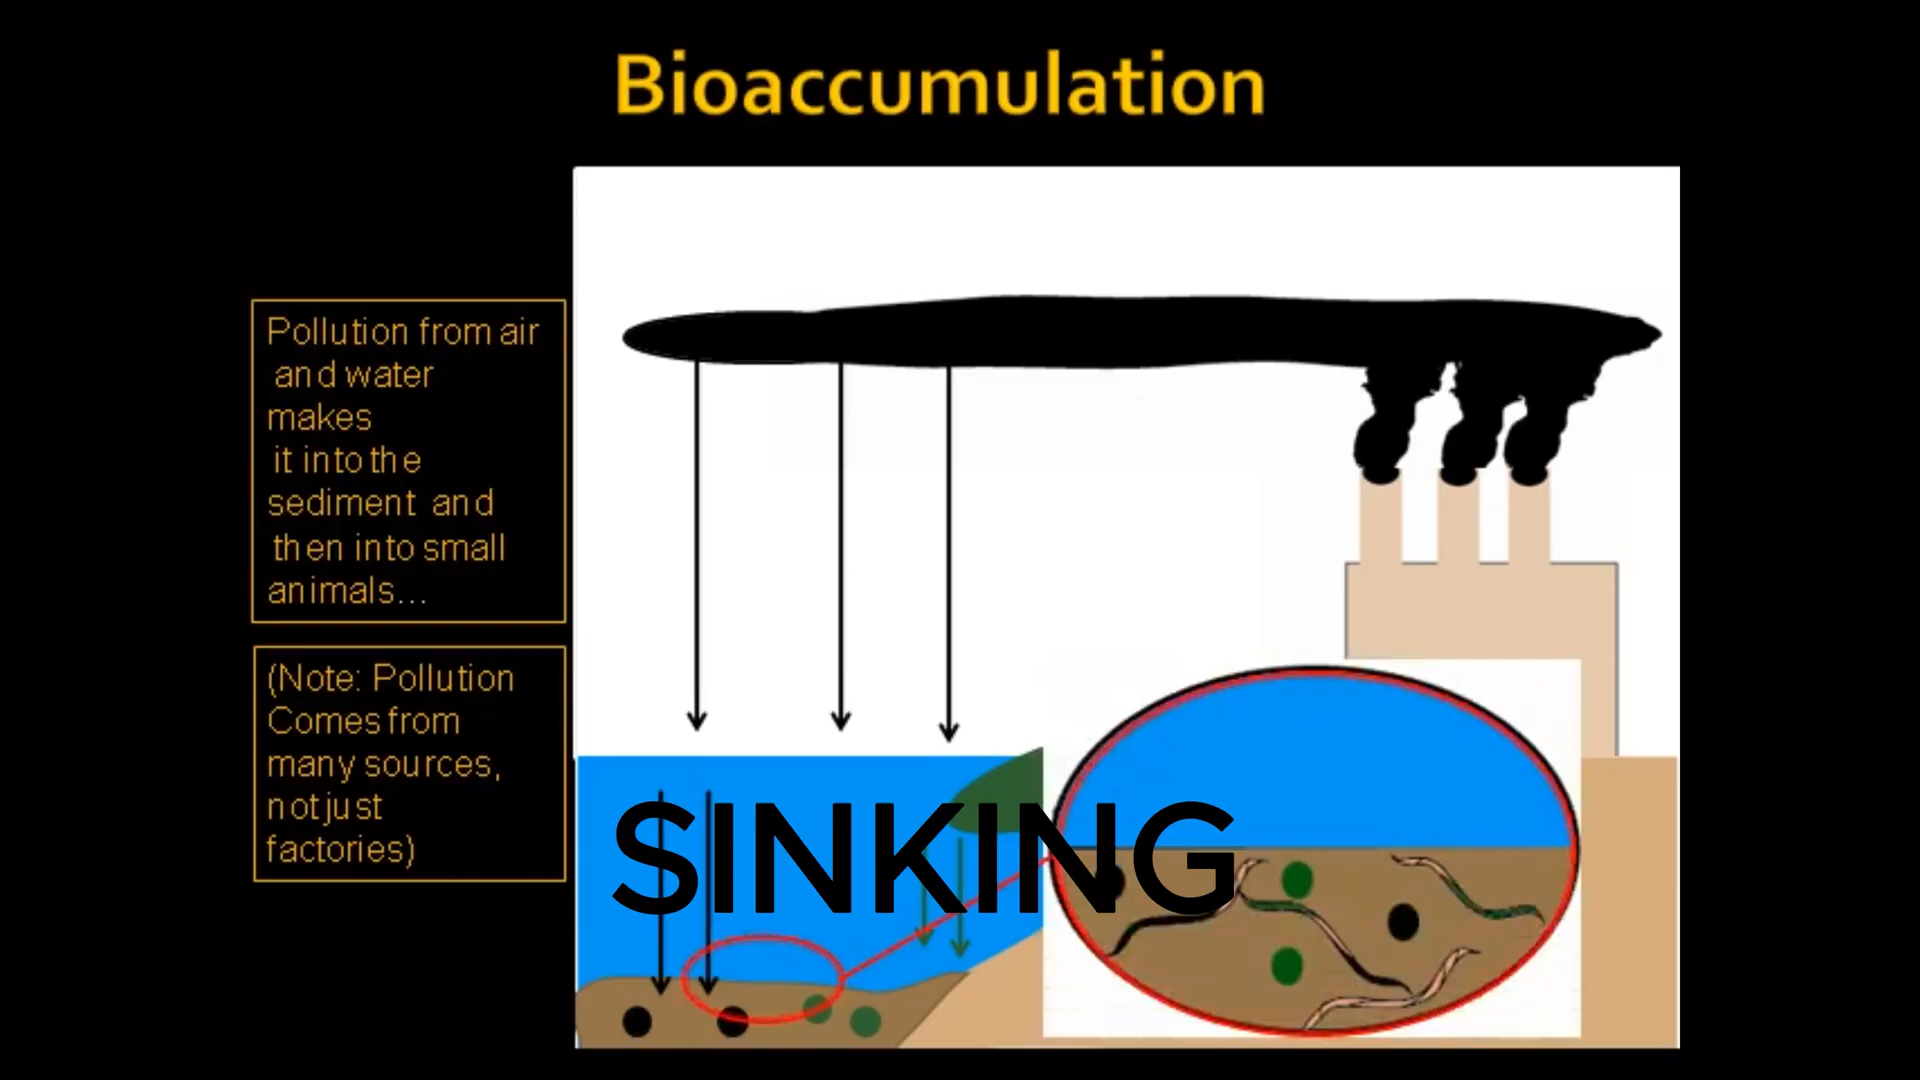 Bioaccumulation
Pollution from air
and water
makes
it into the
sediment and
then into small
animals...
(Note: Pollution
Comes from
many sources,
not just
factories)
SINKING